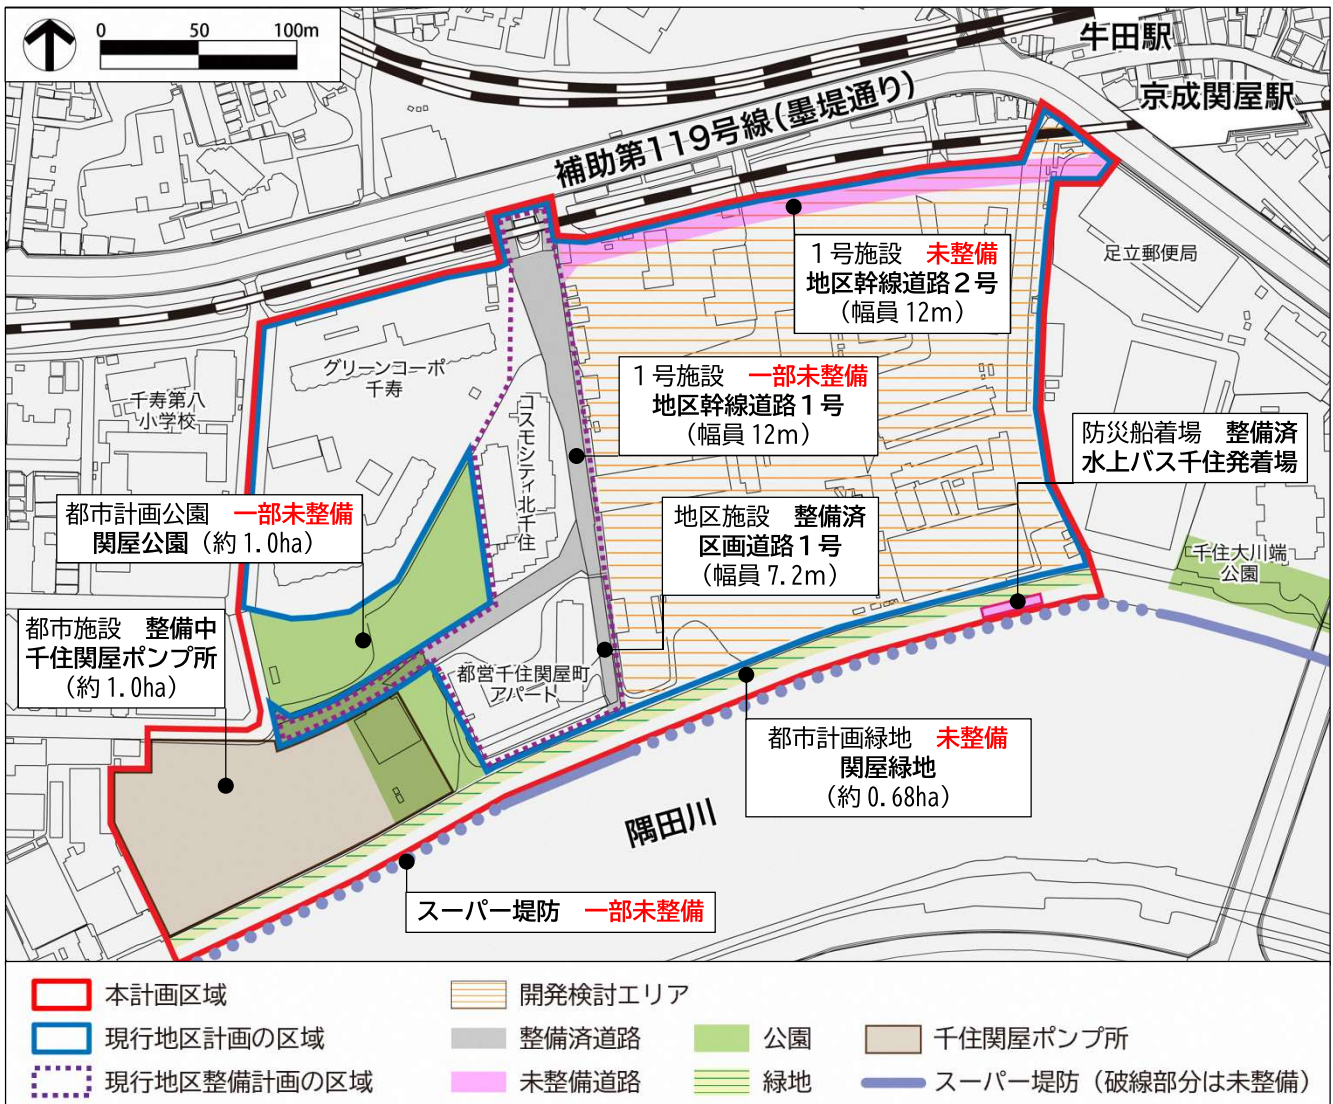 0 50 100m
牛田駅
京成関屋駅
補助第119号線(墨堤通り)
足立郵便局
1号施設 未整備
地区幹線道路2号
(幅員12m)
グリーンコーポ
千寿
千寿第八
小学校
コスモシティ北千住
1号施設 一部未整備
地区幹線道路1号
(幅員12m)
防災船着場 整備済
水上バス千住発着場
都市計画公園 一部未整備
関屋公園(約1.0ha)
地区施設 整備済
区画道路1号
(幅員7.2m)
千住大川端
公園
都市施設 整備中
千住関屋ポンプ所
(約1.0ha)
都営千住関屋町
アパート
都市計画緑地 未整備
関屋緑地
(約0.68ha)
隅田川
スーパー堤防 一部未整備
本計画区域
開発検討エリア
現行地区計画の区域
整備済道路
公園
千住関屋ポンプ所
現行地区整備計画の区域
未整備道路
緑地
スーパー堤防(破線部分は未整備)